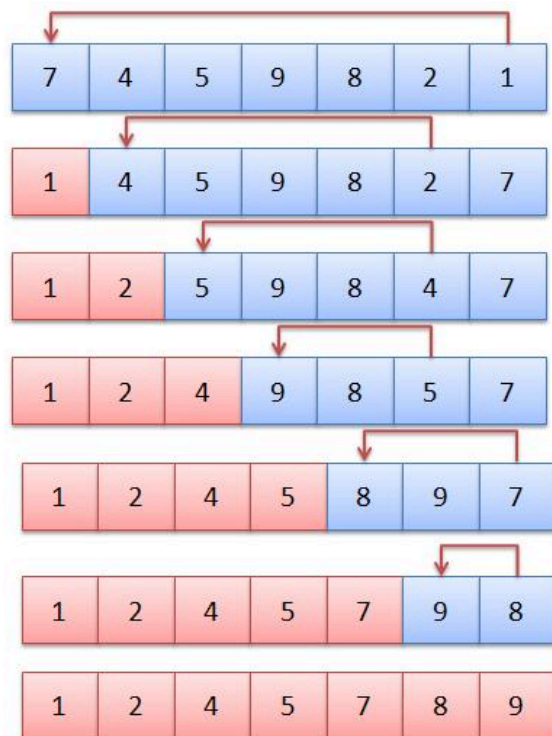 7 4 5 9 8 2 1
1 4 5 9 8 2 7
1 2 5 9 8 4 7
1 2 4 9 8 5 7
1 2 4 5 8 9 7
1 2 4 5 7 9 8
1 2 4 5 7 8 9